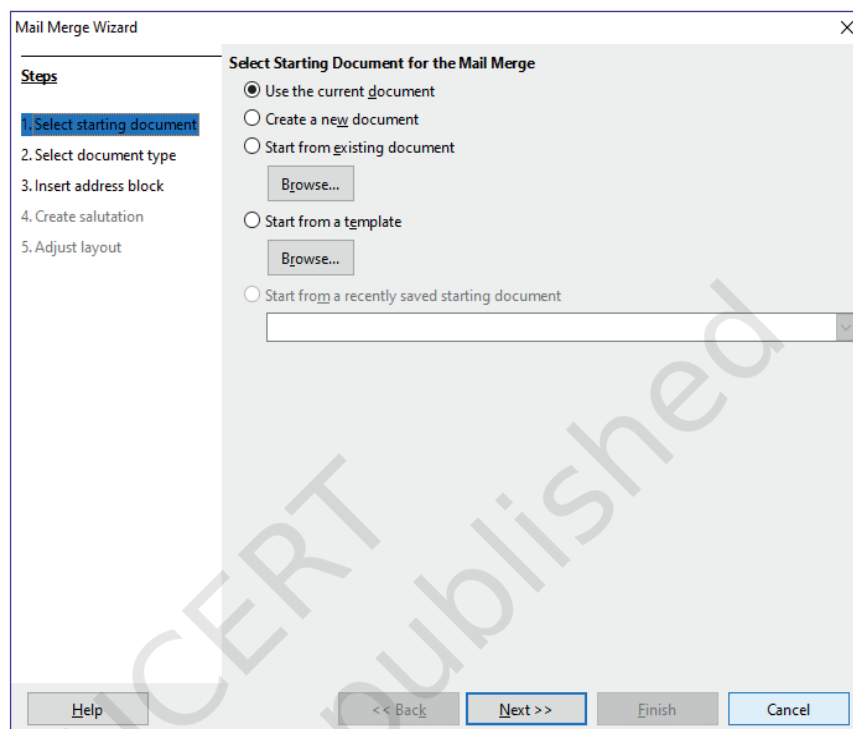 Mail Merge Wizard
Steps
1. Select starting document
2. Select document type
3. Insert address block
4. Create salutation
5. Adjust layout
Select Starting Document for the Mail Merge
Use the current document
Create a new document
Start from existing document
Browse...
Start from a template
Browse...
Start from a recently saved starting document
Help
<< Back
Next >>
Finish
Cancel
NCERT
published